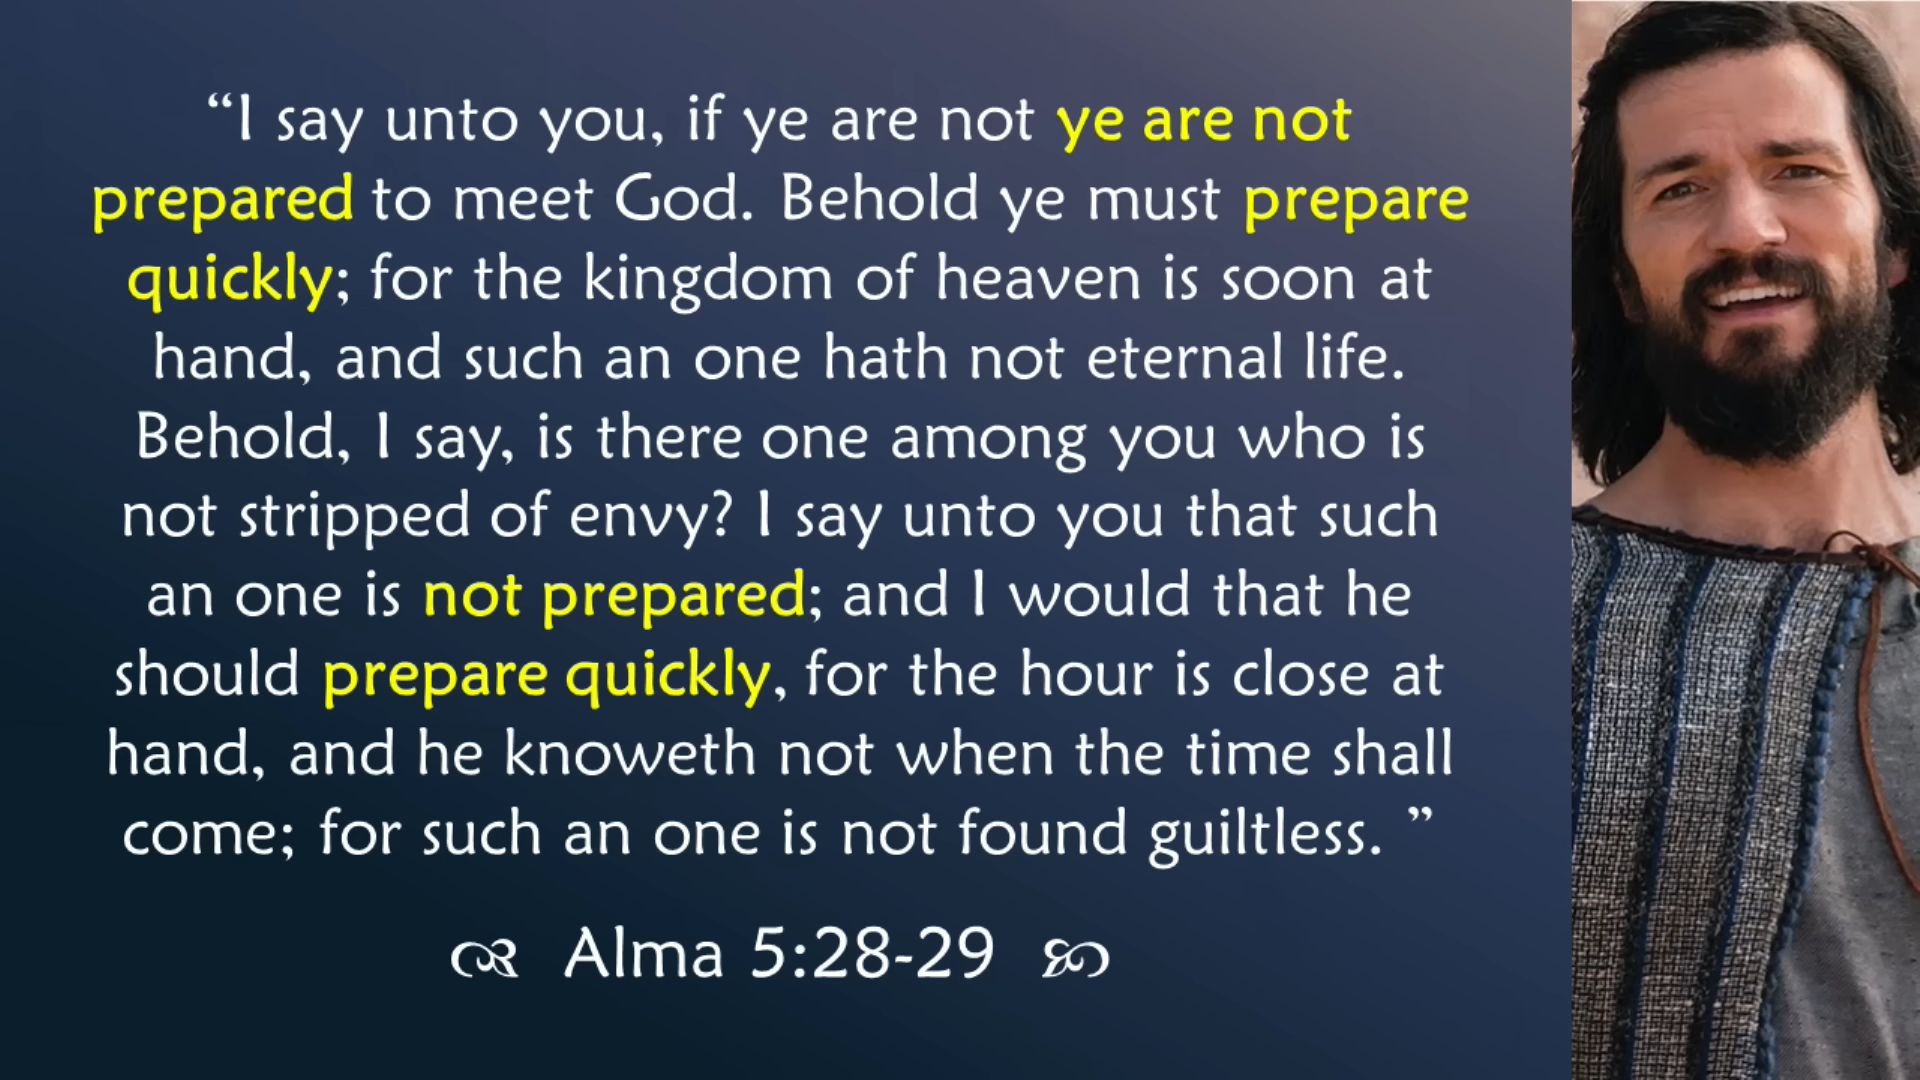 “I say unto you, if ye are not ye are not
prepared to meet God. Behold ye must prepare
quickly; for the kingdom of heaven is soon at
hand, and such an one hath not eternal life.
Behold, I say, is there one among you who is
not stripped of envy? I say unto you that such
an one is not prepared; and I would that he
should prepare quickly, for the hour is close at
hand, and he knoweth not when the time shall
come; for such an one is not found guiltless. ”
Alma 5:28-29